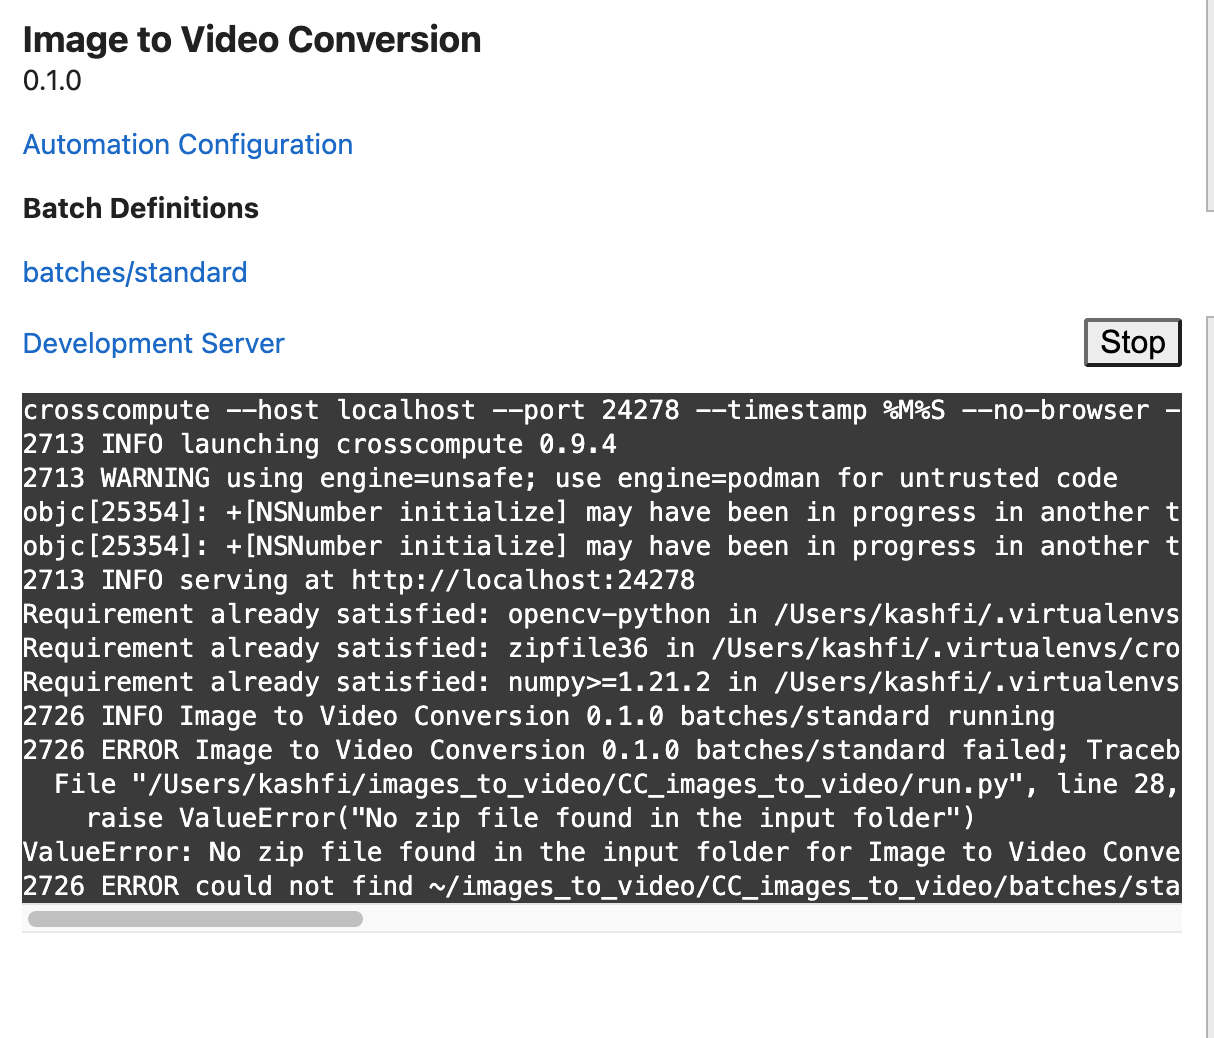 Image to Video Conversion
0.1.0
Automation Configuration
Batch Definitions
batches/standard
Development Server
Stop
crosscompute --host localhost --port 24278 --timestamp %M%S --no-browser -
2713 INFO launching crosscompute 0.9.4
2713 WARNING using engine=unsafe; use engine=podman for untrusted code
objc[25354]: +[NSNumber initialize] may have been in progress in another t
objc[25354]: +[NSNumber initialize] may have been in progress in another t
2713 INFO serving at http://localhost:24278
Requirement already satisfied: opencv-python in /Users/kashfi/.virtualenvs
Requirement already satisfied: zipfile36 in /Users/kashfi/.virtualenvs/cro
Requirement already satisfied: numpy>=1.21.2 in /Users/kashfi/.virtualenvs
2726 INFO Image to Video Conversion 0.1.0 batches/standard running
2726 ERROR Image to Video Conversion 0.1.0 batches/standard failed; Traceb
File "/Users/kashfi/images_to_video/CC_images_to_video/run.py", line 28,
raise ValueError("No zip file found in the input folder")
ValueError: No zip file found in the input folder for Image to Video Conve
2726 ERROR could not find ~/images_to_video/CC_images_to_video/batches/sta